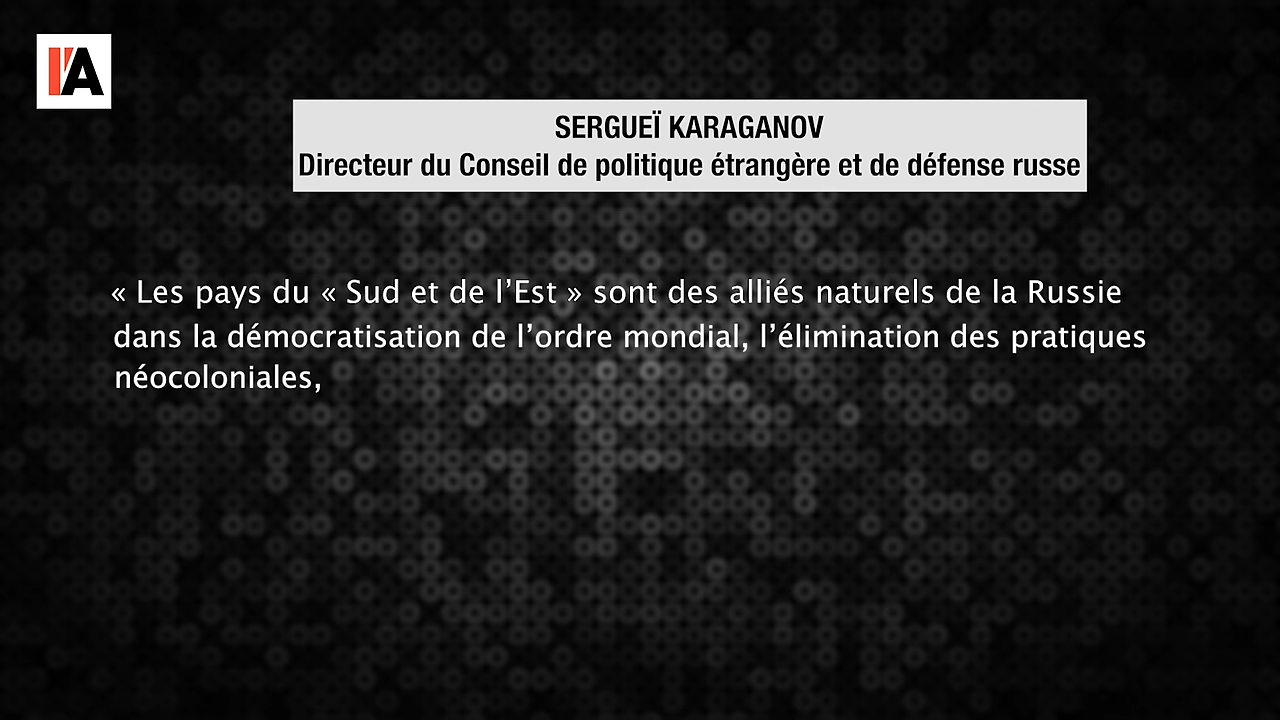 I'A
SERGUEÏ KARAGANOV
Directeur du Conseil de politique étrangère et de défense russe
« Les pays du « Sud et de l’Est » sont des alliés naturels de la Russie
dans la démocratisation de l’ordre mondial, l’élimination des pratiques
néocoloniales,